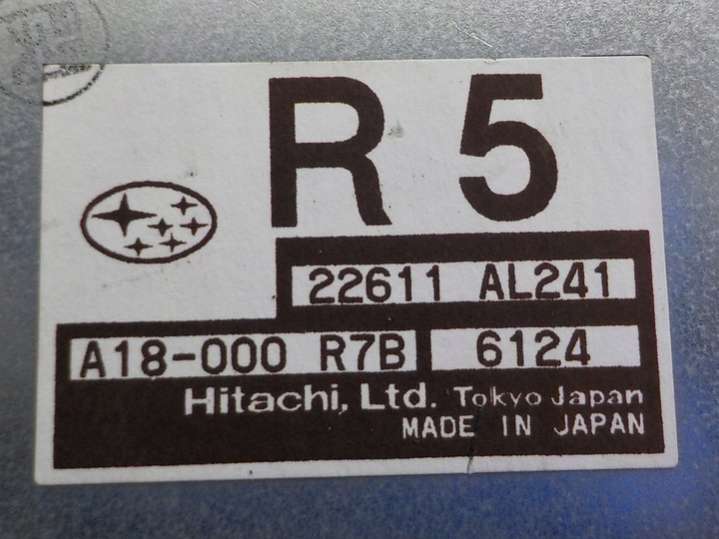 R 5
22611 AL241
A18-000 R7B 6124
Hitachi, Ltd. Tokyo Japan
MADE IN JAPAN